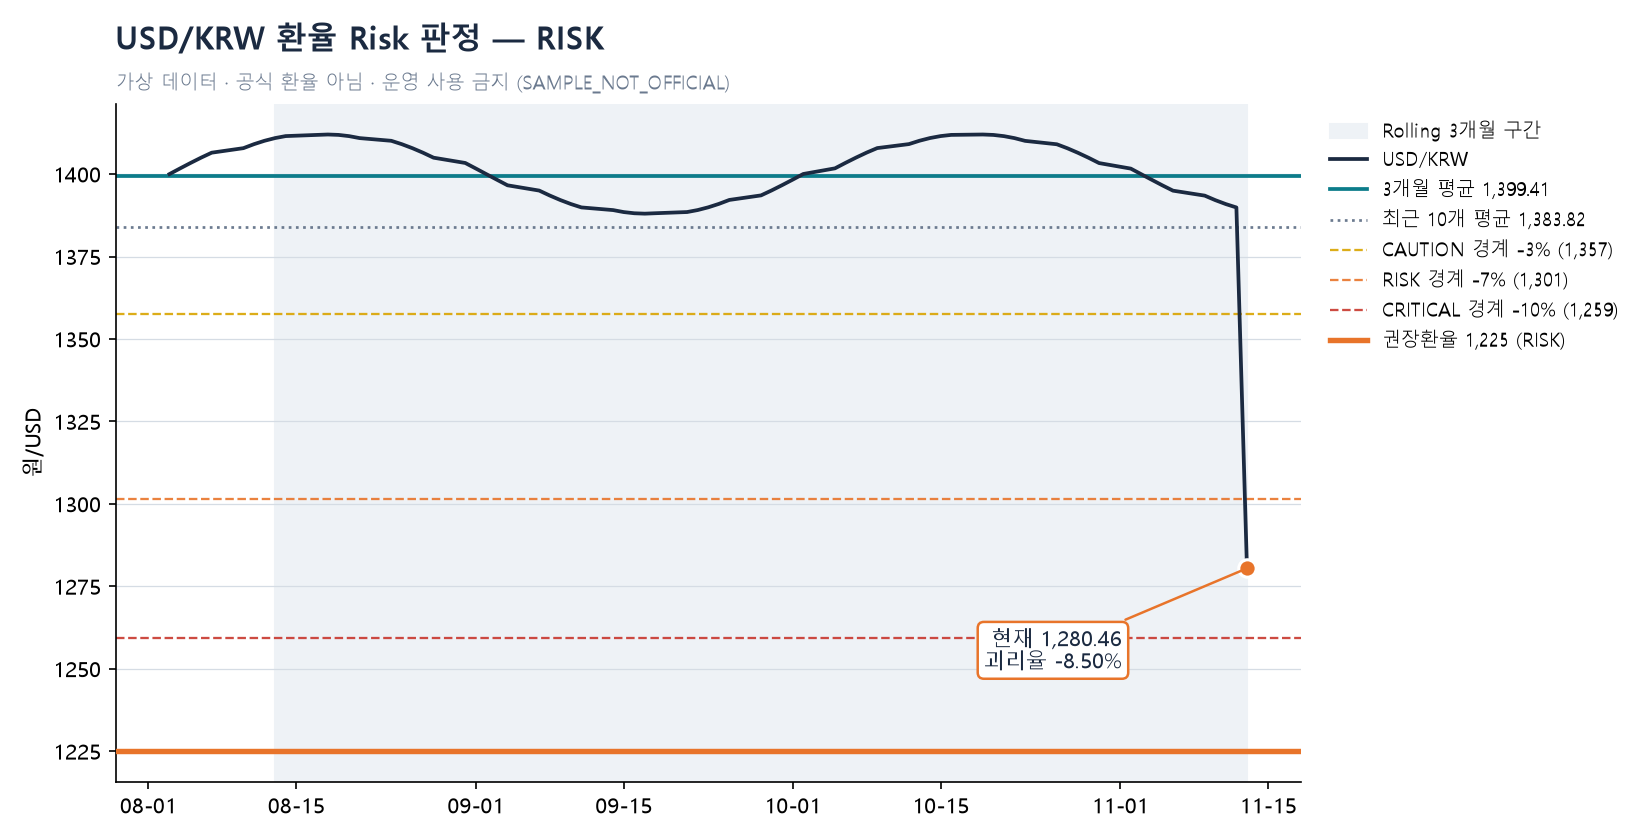 USD/KRW 환율 Risk 판정 — RISK
가상 데이터 · 공식 환율 아님 · 운영 사용 금지 (SAMPLE_NOT_OFFICIAL)
원/USD
1400
1375
1350
1325
1300
1275
1250
1225
08-01
08-15
09-01
09-15
10-01
10-15
11-01
11-15
현재 1,280.46
괴리율 -8.50%
Rolling 3개월 구간
USD/KRW
3개월 평균 1,399.41
최근 10개 평균 1,383.82
CAUTION 경계 -3% (1,357)
RISK 경계 -7% (1,301)
CRITICAL 경계 -10% (1,259)
권장환율 1,225 (RISK)